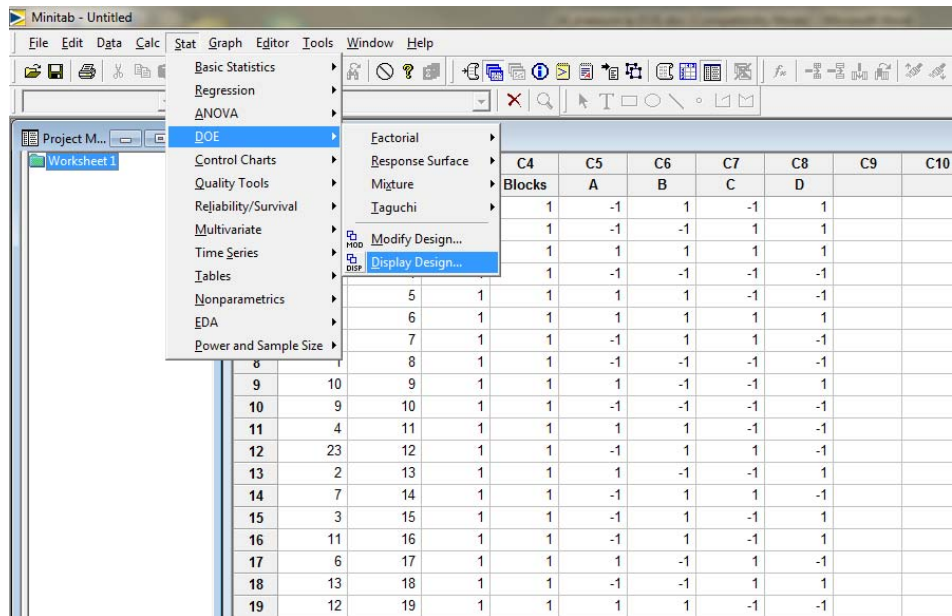 Minitab - Untitled
File Edit Data Calc Stat Graph Editor Tools Window Help
Project M...
Worksheet 1
Basic Statistics
Regression
ANOVA
DOE
Control Charts
Quality Tools
Reliability/Survival
Multivariate
Time Series
Tables
Nonparametrics
EDA
Power and Sample Size
Factorial
Response Surface
Mixture
Taguchi
MOD Modify Design...
DISP Display Design...
C4 C5 C6 C7 C8 C9 C10
Blocks A B C D
1 -1 1 -1 1
1 -1 -1 1 1
1 1 1 1 1
1 -1 -1 -1 -1
5 1 1 1 1 -1 -1
6 1 1 1 1 1 1
7 1 1 -1 1 1 -1
8 1 8 1 1 -1 -1 -1 -1
9 10 9 1 1 1 -1 -1 1
10 9 10 1 1 -1 -1 -1 -1
11 4 11 1 1 1 1 -1 -1
12 23 12 1 1 -1 1 1 -1
13 2 13 1 1 1 -1 -1 1
14 7 14 1 1 -1 1 1 -1
15 3 15 1 1 -1 1 -1 1
16 11 16 1 1 -1 1 -1 1
17 6 17 1 1 1 -1 1 -1
18 13 18 1 1 -1 -1 1 1
19 12 19 1 1 1 1 -1 -1